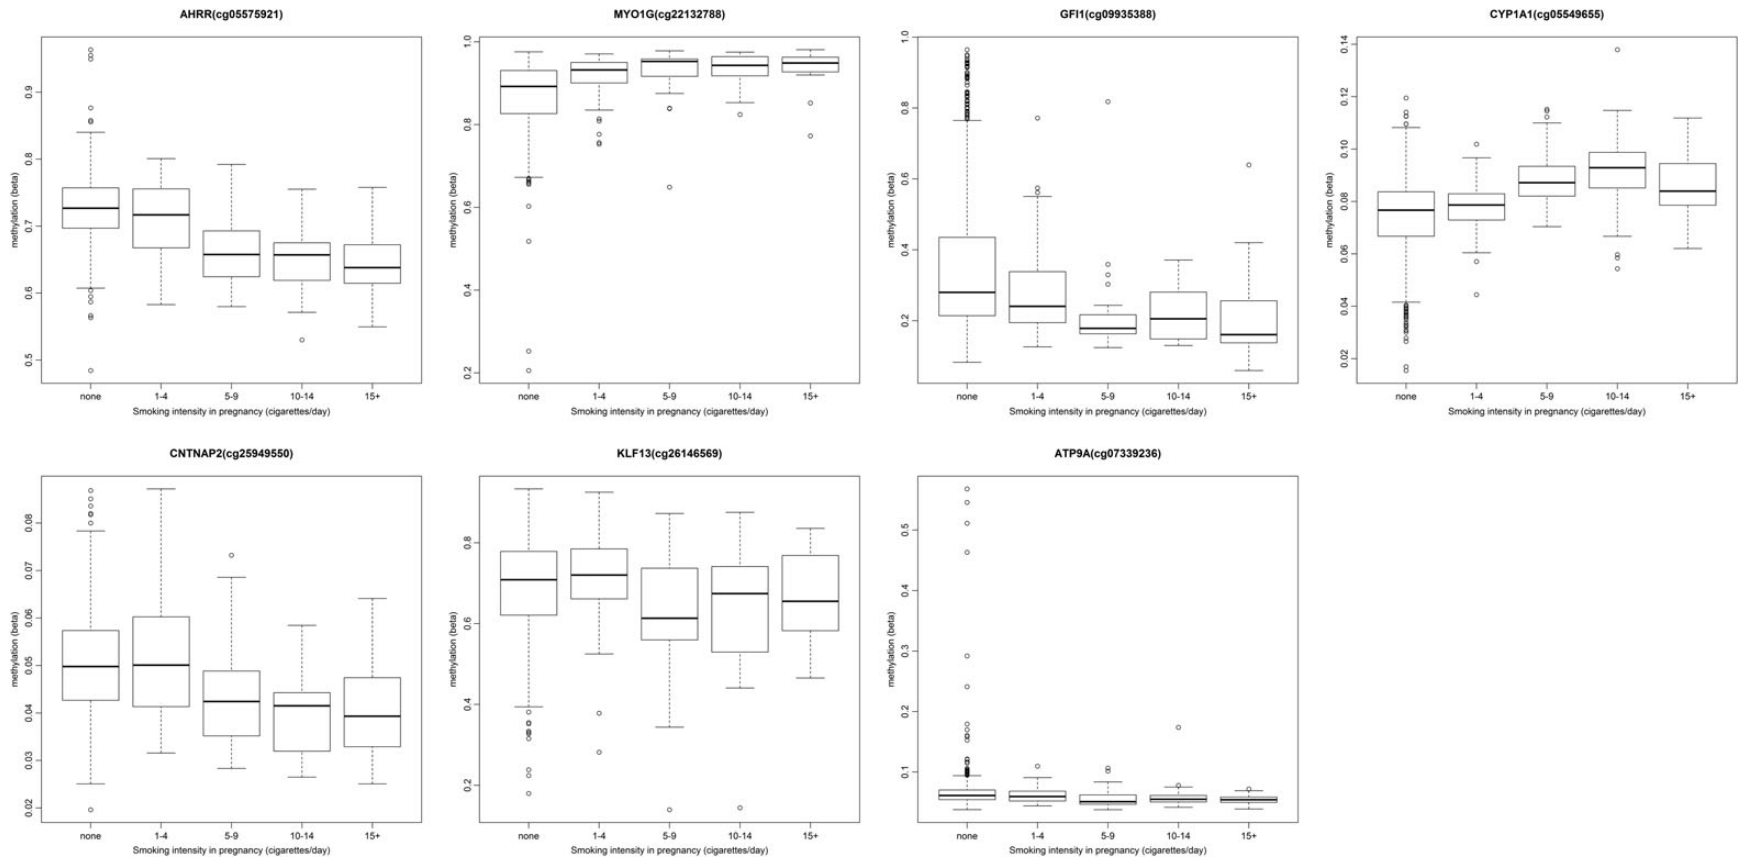 AHRR(cg05575921)
methylation (beta)
0.5 0.6 0.7 0.8 0.9
none 1-4 5-9 10-14 15+
Smoking intensity in pregnancy (cigarettes/day)
MYO1G(cg22132788)
methylation (beta)
0.2 0.4 0.6 0.8 1.0
none 1-4 5-9 10-14 15+
Smoking intensity in pregnancy (cigarettes/day)
GFI1(cg09935388)
methylation (beta)
0.2 0.4 0.6 0.8 1.0
none 1-4 5-9 10-14 15+
Smoking intensity in pregnancy (cigarettes/day)
CYP1A1(cg05549655)
methylation (beta)
0.02 0.04 0.06 0.08 0.10 0.12 0.14
none 1-4 5-9 10-14 15+
Smoking intensity in pregnancy (cigarettes/day)
CNTNAP2(cg25949550)
methylation (beta)
0.02 0.03 0.04 0.05 0.06 0.07 0.08
none 1-4 5-9 10-14 15+
Smoking intensity in pregnancy (cigarettes/day)
KLF13(cg26146569)
methylation (beta)
0.2 0.4 0.6 0.8
none 1-4 5-9 10-14 15+
Smoking intensity in pregnancy (cigarettes/day)
ATP9A(cg07339236)
methylation (beta)
0.1 0.2 0.3 0.4 0.5
none 1-4 5-9 10-14 15+
Smoking intensity in pregnancy (cigarettes/day)